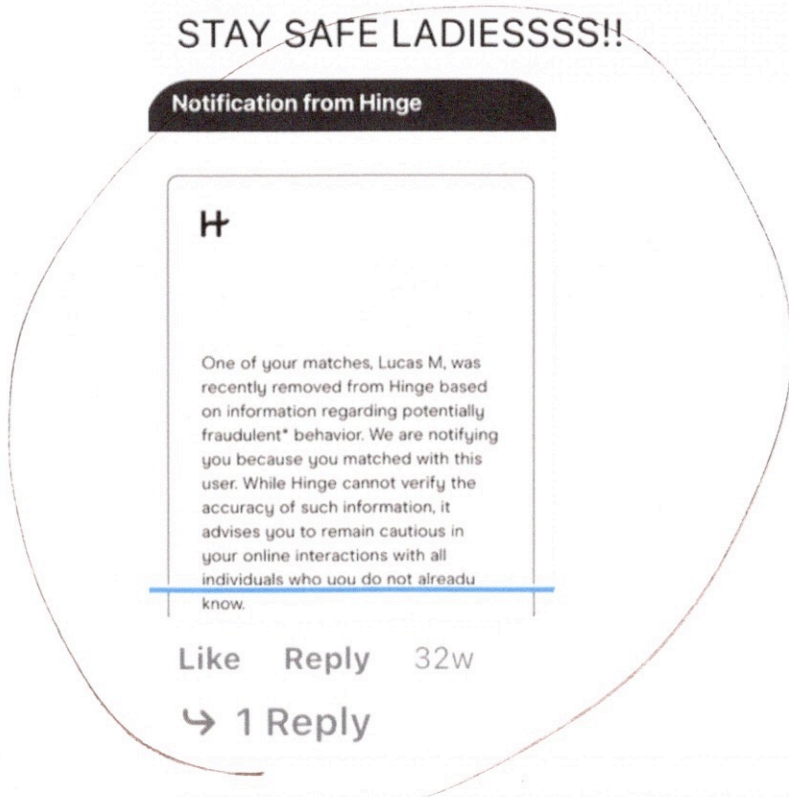 STAY SAFE LADIESSSS!!
Notification from Hinge
H
One of your matches, Lucas M, was
recently removed from Hinge based
on information regarding potentially
fraudulent* behavior. We are notifying
you because you matched with this
user. While Hinge cannot verify the
accuracy of such information, it
advises you to remain cautious in
your online interactions with all
individuals who you do not already
know.
Like Reply 32w
1 Reply